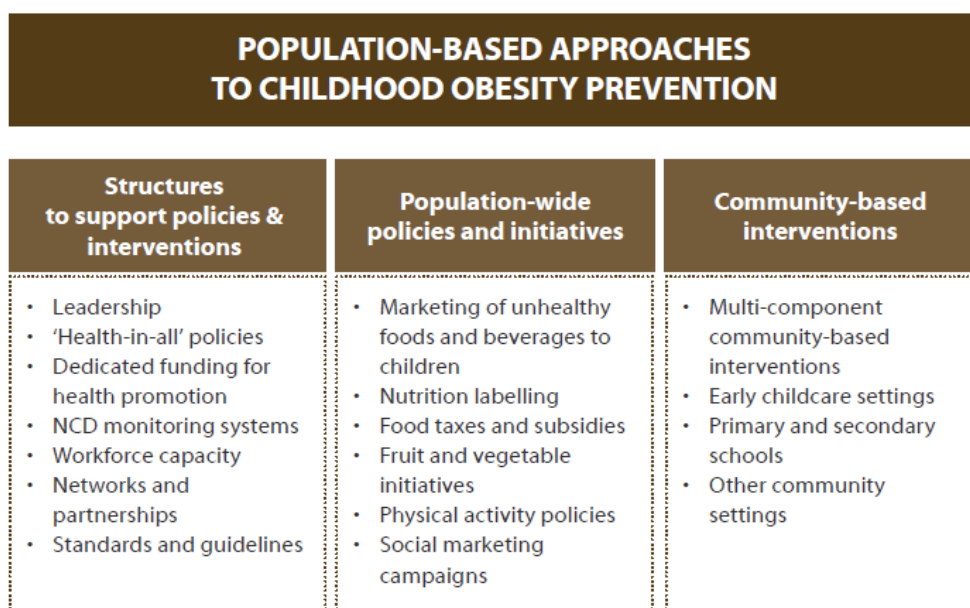 POPULATION-BASED APPROACHES
TO CHILDHOOD OBESITY PREVENTION
Structures
to support policies &
interventions
• Leadership
• ‘Health-in-all’ policies
• Dedicated funding for
health promotion
• NCD monitoring systems
• Workforce capacity
• Networks and
partnerships
• Standards and guidelines
Population-wide
policies and initiatives
• Marketing of unhealthy
foods and beverages to
children
• Nutrition labelling
• Food taxes and subsidies
• Fruit and vegetable
initiatives
• Physical activity policies
• Social marketing
campaigns
Community-based
interventions
• Multi-component
community-based
interventions
• Early childcare settings
• Primary and secondary
schools
• Other community
settings